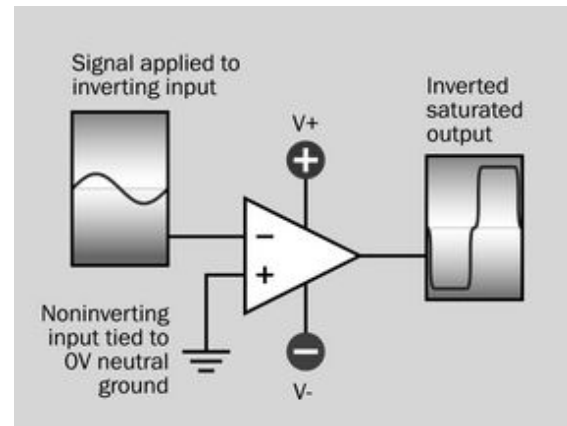 Signal applied to
inverting input
Inverted
saturated
output
V+
+
−
+
Noninverting
input tied to
0V neutral
ground
−
V-